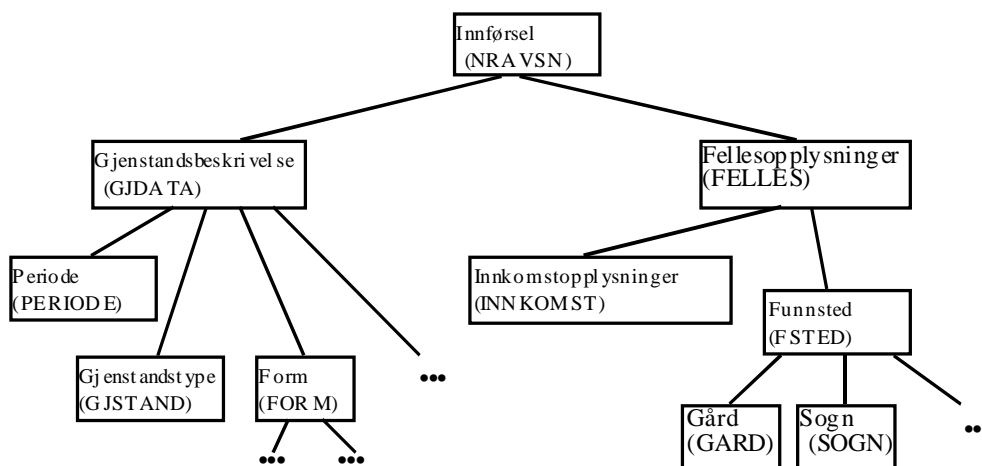 Innførsel
(NRAVSN)
Gjenstandsbeskrivelse
(GJDATA)
Fellesopplysninger
(FELLES)
Periode
(PERIODE)
Innkomstopplysninger
(INNKOMST)
Funnsted
(FSTED)
Gjenstandstype
(GJSTAND)
Form
(FORM)
•••
Gård
(GARD)
Sogn
(SOGN)
••
•••
•••